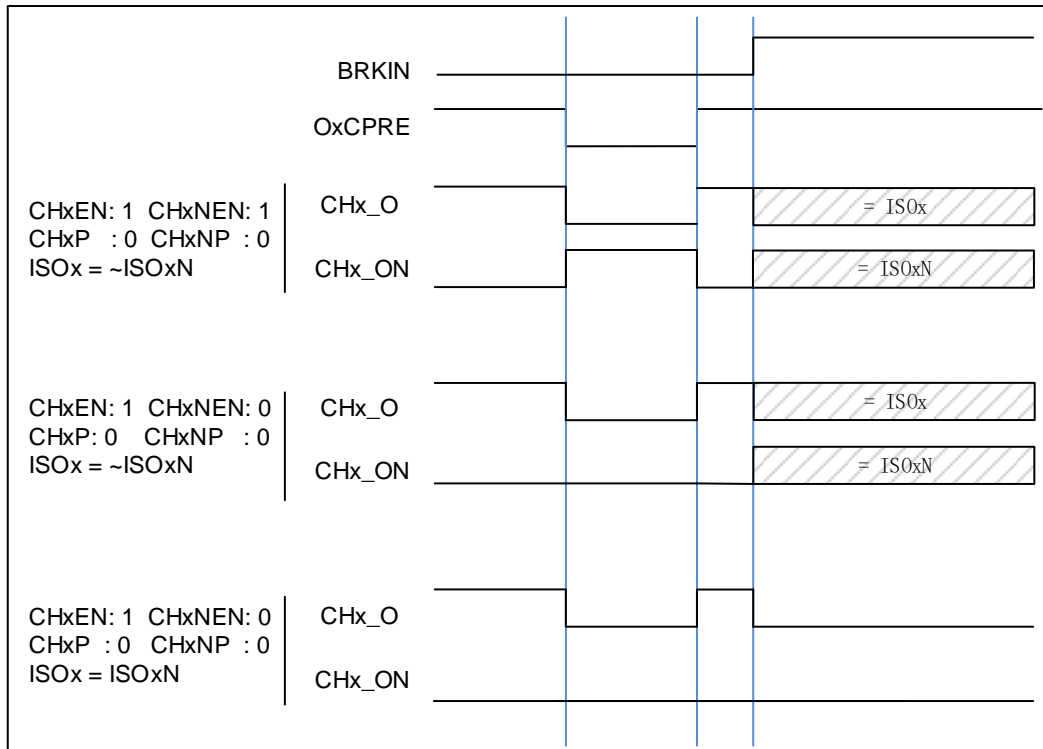 BRKIN
OxCPRE
CHxEN: 1 CHxNEN: 1
CHxP : 0 CHxNP : 0
ISOx = ~ISOxN
CHx_O
= ISOx
CHx_ON
= ISOxN
CHxEN: 1 CHxNEN: 0
CHxP: 0 CHxNP : 0
ISOx = ~ISOxN
CHx_O
= ISOx
CHx_ON
= ISOxN
CHxEN: 1 CHxNEN: 0
CHxP : 0 CHxNP : 0
ISOx = ISOxN
CHx_O
CHx_ON